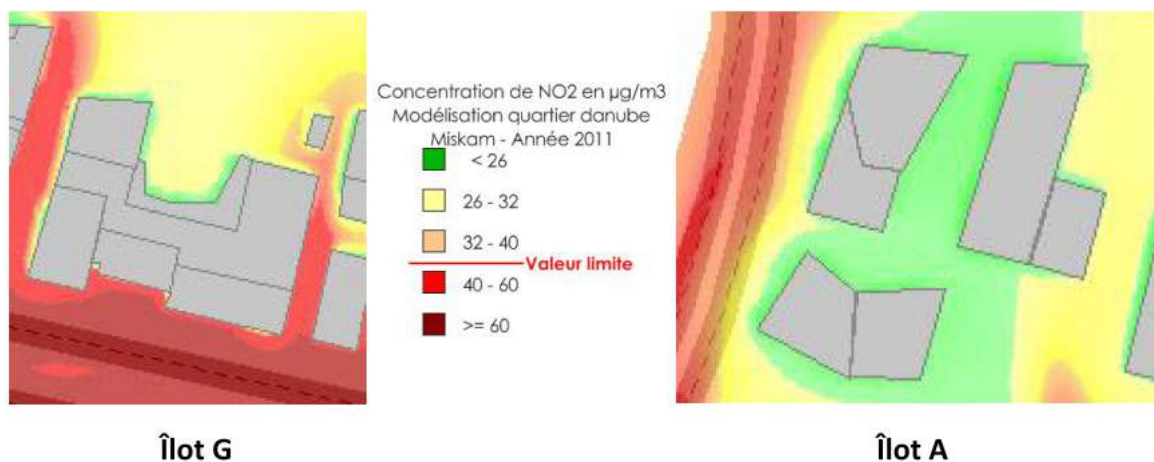 Concentration de NO2 en µg/m3
Modélisation quartier danube
Miskam - Année 2011
< 26
26 - 32
32 - 40
Valeur limite
40 - 60
>= 60
Îlot G
Îlot A